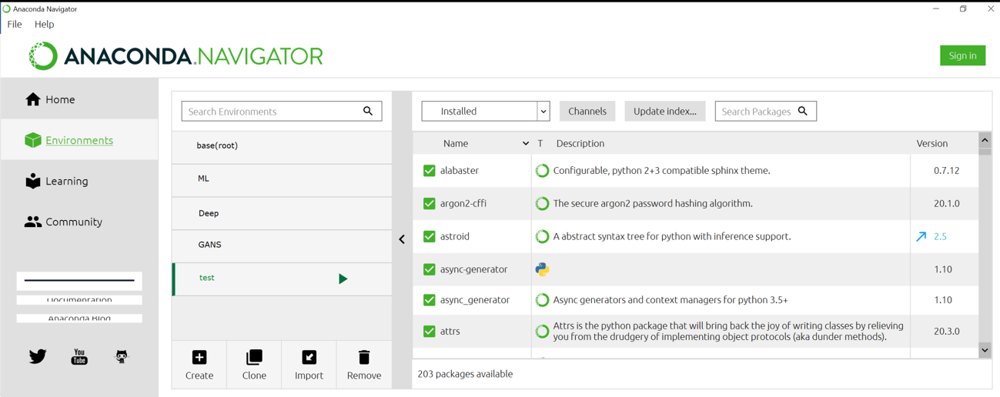 Anaconda Navigator
File Help
ANACONDA.NAVIGATOR
Sign in
Home
Environments
Learning
Community
Documentation
Anaconda Blog
You
Tube
Search Environments
base(root)
ML
Deep
GANS
test
Create Clone Import Remove
Installed Channels Update index... Search Packages
Name T Description Version
alabaster Configurable, python 2+3 compatible sphinx theme. 0.7.12
argon2-cffi The secure argon2 password hashing algorithm. 20.1.0
astroid A abstract syntax tree for python with inference support. 2.5
async-generator 1.10
async_generator Async generators and context managers for python 3.5+ 1.10
attrs Attrs is the python package that will bring back the joy of writing classes by relieving
you from the drudgery of implementing object protocols (aka dunder methods). 20.3.0
203 packages available